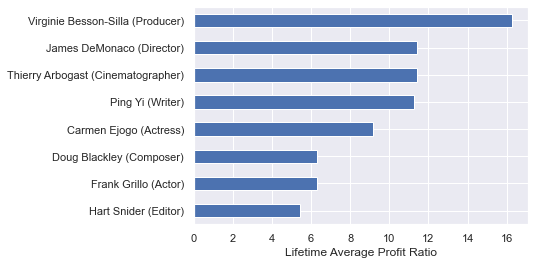 Virginie Besson-Silla (Producer)
James DeMonaco (Director)
Thierry Arbogast (Cinematographer)
Ping Yi (Writer)
Carmen Ejogo (Actress)
Doug Blackley (Composer)
Frank Grillo (Actor)
Hart Snider (Editor)
0 2 4 6 8 10 12 14 16
Lifetime Average Profit Ratio